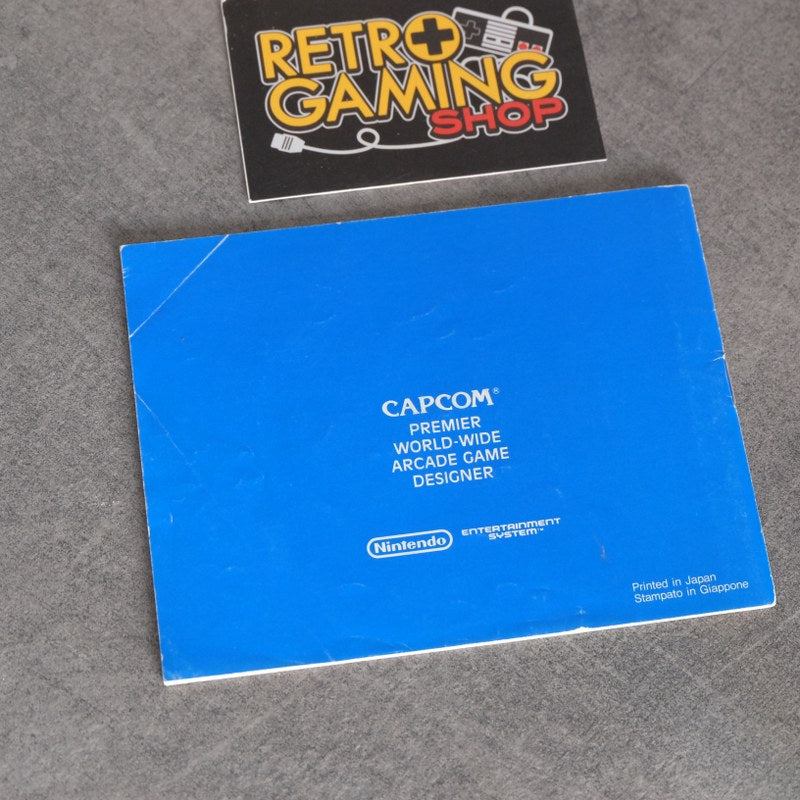 RETRO
GAMING
SHOP
CAPCOM®
PREMIER
WORLD-WIDE
ARCADE GAME
DESIGNER
Nintendo ENTERTAINMENT
SYSTEM™
Printed in Japan
Stampato in Giappone